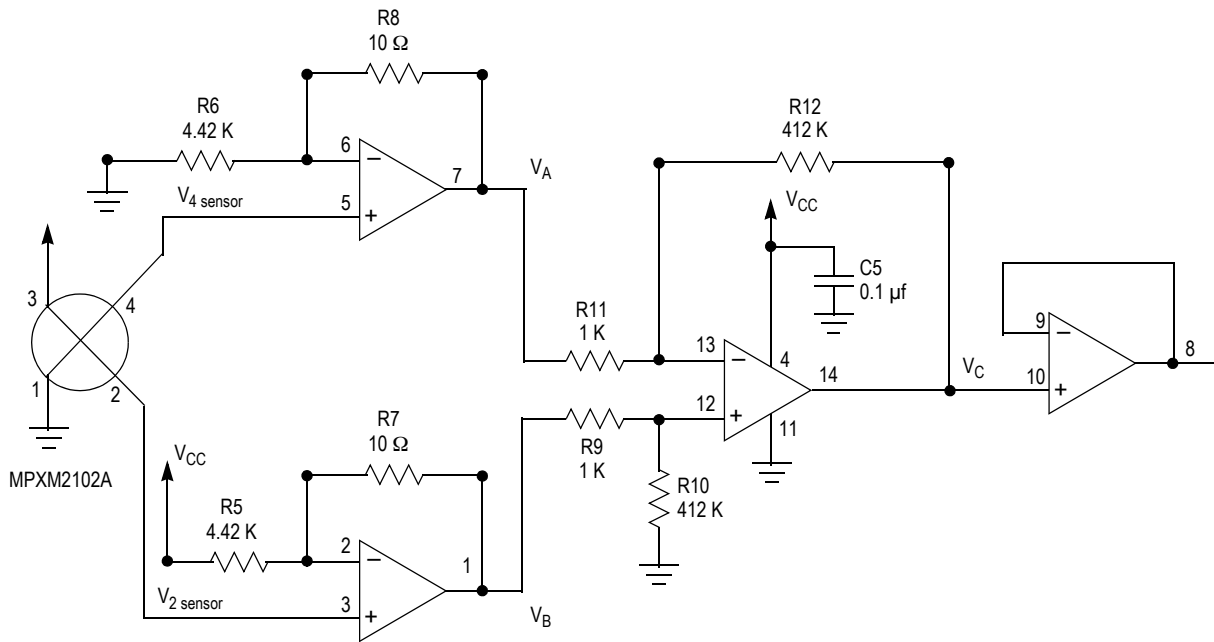 R8
10 Ω
R6
4.42 K
R12
412 K
6
−
7
V_A
V_4 sensor
5
+
V_CC
C5
0.1 µf
3
4
R11
1 K
13
−
4
9
−
8
14
V_C
10
+
1
2
12
+
11
R7
10 Ω
R9
1 K
V_CC
MPXM2102A
R10
412 K
R5
4.42 K
2
−
1
V_2 sensor
3
+
V_B